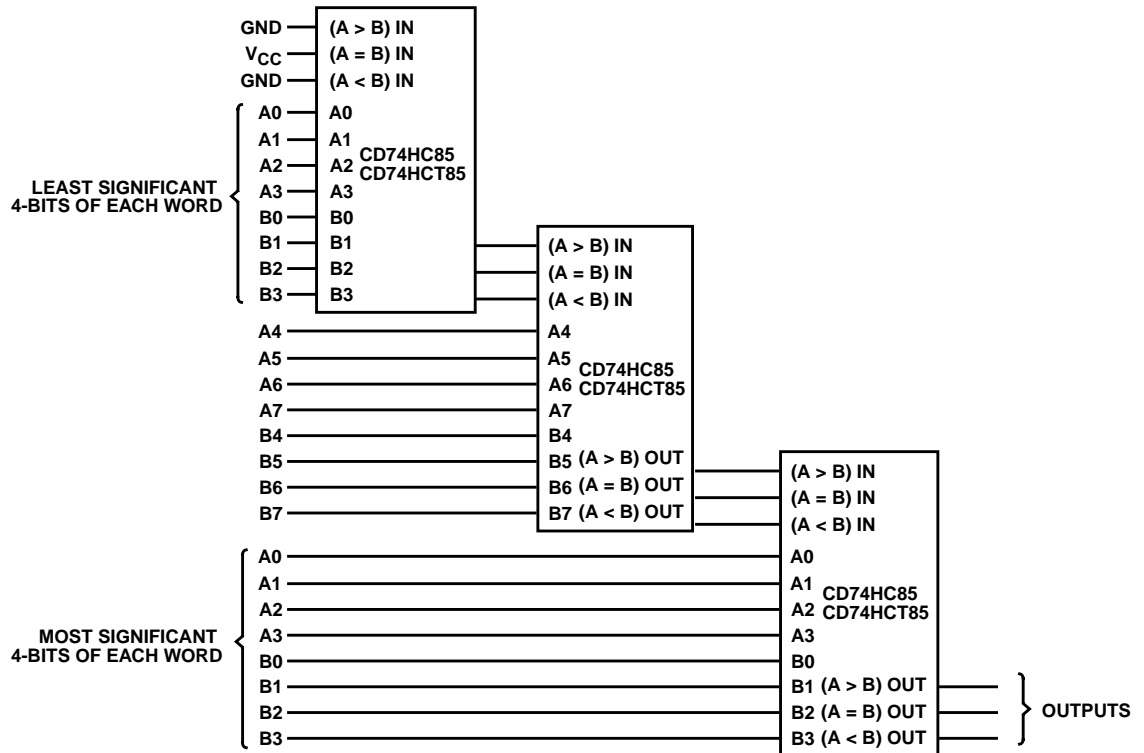 GND (A > B) IN
VCC (A = B) IN
GND (A < B) IN
A0 A0
A1 A1
A2 A2
A3 A3
B0 B0
B1 B1
B2 B2
B3 B3
CD74HC85
CD74HCT85
LEAST SIGNIFICANT
4-BITS OF EACH WORD
(A > B) IN
(A = B) IN
(A < B) IN
A4 A4
A5 A5
A6 A6
A7 A7
B4 B4
B5 B5 (A > B) OUT
B6 B6 (A = B) OUT
B7 B7 (A < B) OUT
CD74HC85
CD74HCT85
(A > B) IN
(A = B) IN
(A < B) IN
A0 A0
A1 A1
A2 A2
A3 A3
B0 B0
B1 B1 (A > B) OUT
B2 B2 (A = B) OUT
B3 B3 (A < B) OUT
CD74HC85
CD74HCT85
MOST SIGNIFICANT
4-BITS OF EACH WORD
OUTPUTS